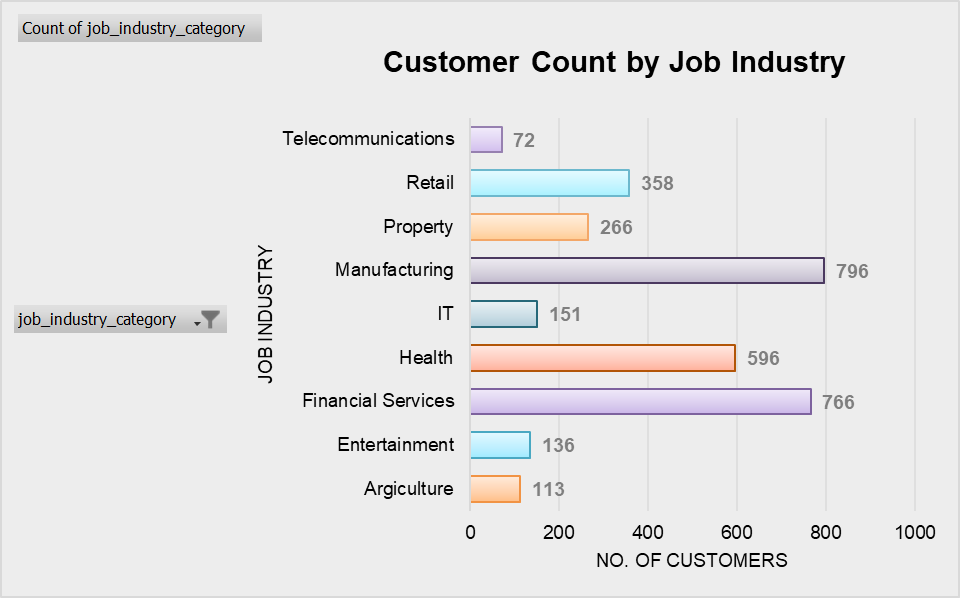 Count of job_industry_category
Customer Count by Job Industry
Telecommunications 72
Retail 358
Property 266
Manufacturing 796
IT 151
Health 596
Financial Services 766
Entertainment 136
Argiculture 113
0 200 400 600 800 1000
NO. OF CUSTOMERS
JOB INDUSTRY
job_industry_category